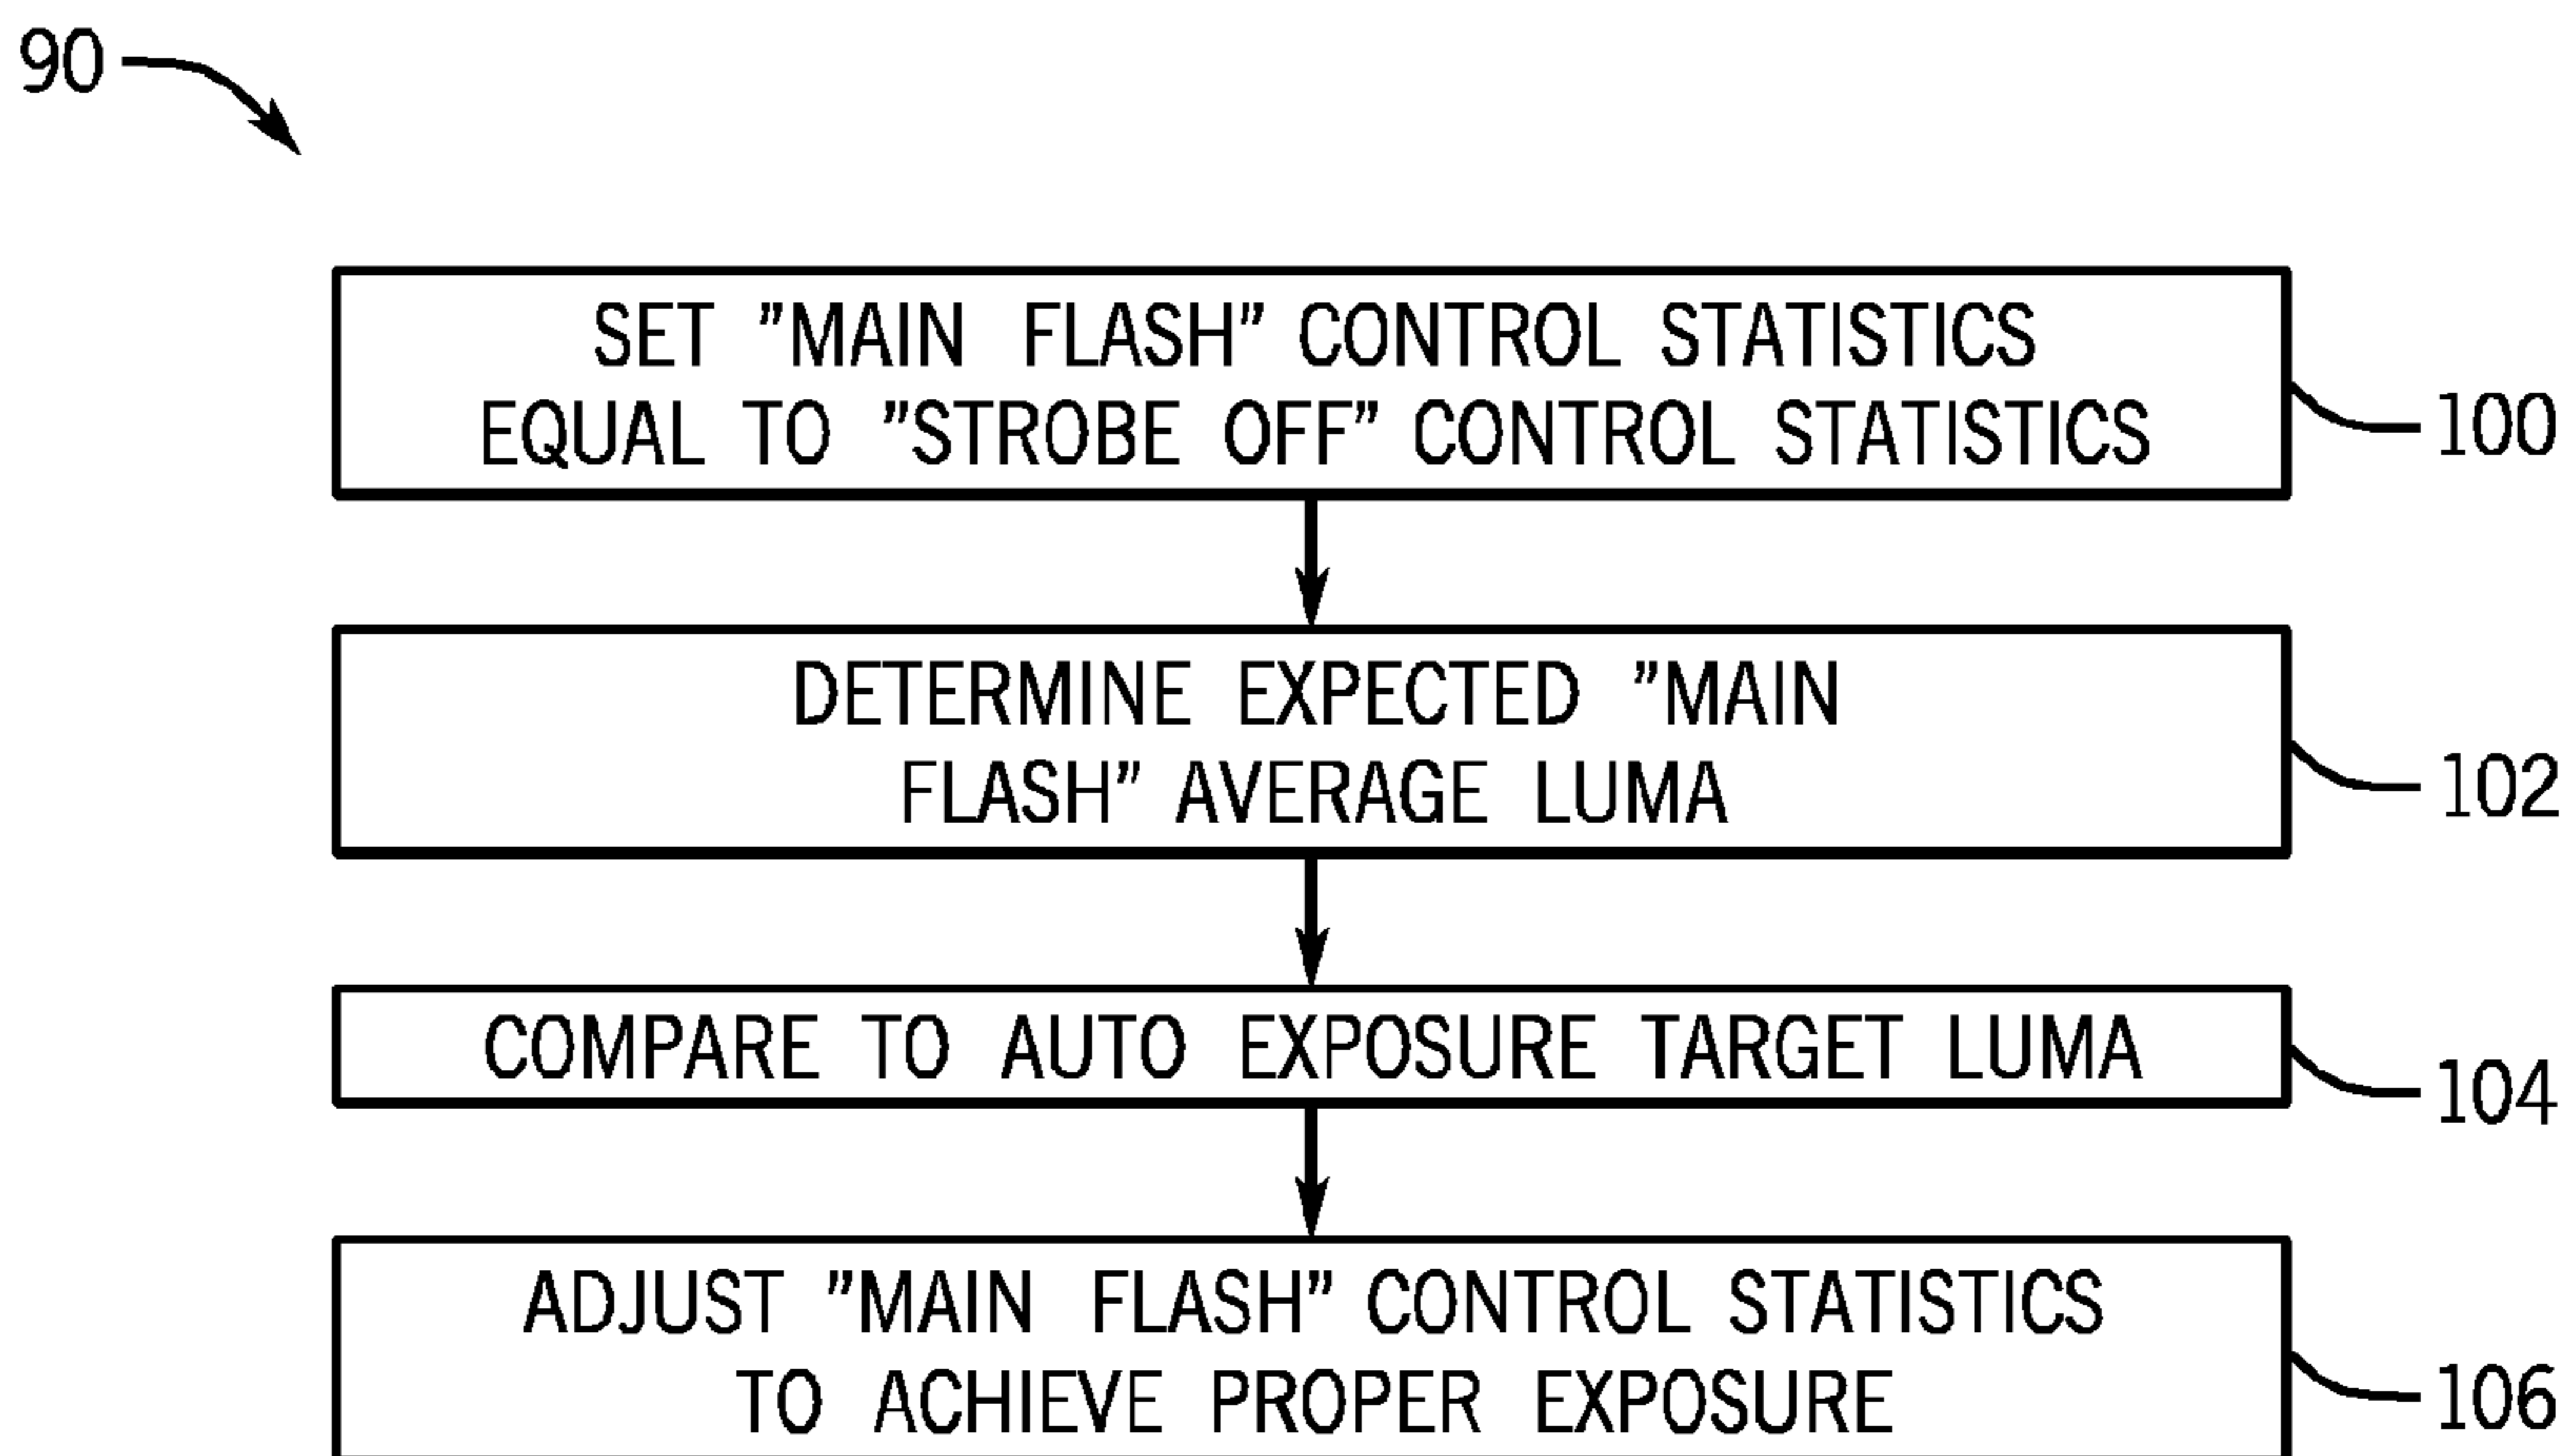 90
SET "MAIN FLASH" CONTROL STATISTICS
EQUAL TO "STROBE OFF" CONTROL STATISTICS
100
DETERMINE EXPECTED "MAIN
FLASH" AVERAGE LUMA
102
COMPARE TO AUTO EXPOSURE TARGET LUMA
104
ADJUST "MAIN FLASH" CONTROL STATISTICS
TO ACHIEVE PROPER EXPOSURE
106